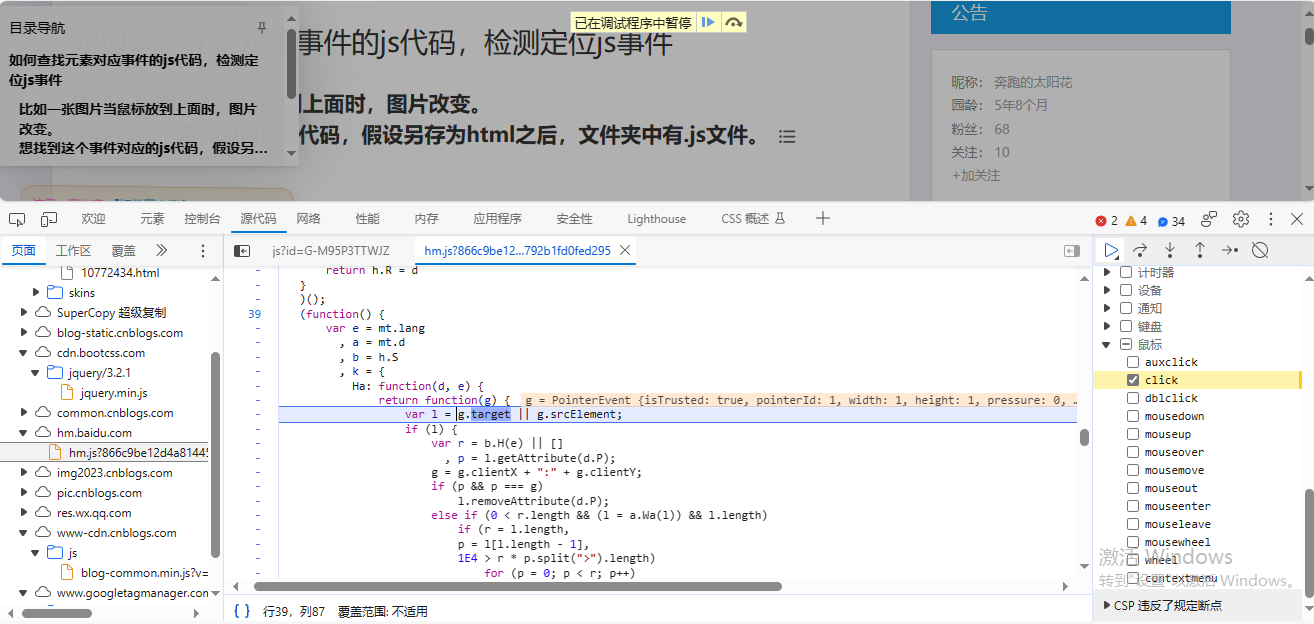 目录导航
如何查找元素对应事件的js代码，检测定
位js事件
比如一张图片当鼠标放到上面时，图片
改变。
想找到这个事件对应的js代码，假设另...
事件的js代码，检测定位js事件
到上面时，图片改变。
代码，假设另存为html之后，文件夹中有.js文件。
已在调试程序中暂停
公告
昵称： 奔跑的太阳花
园龄： 5年8个月
粉丝： 68
关注： 10
+加关注
欢迎 元素 控制台 源代码 网络 性能 内存 应用程序 安全性 Lighthouse CSS 概述
2 4 34
页面 工作区 覆盖
js?id=G-M95P3TTWJZ hm.js?866c9be12...792b1fd0fed295
10772434.html
skins
SuperCopy 超级复制
blog-static.cnblogs.com
cdn.bootcss.com
jquery/3.2.1
jquery.min.js
common.cnblogs.com
hm.baidu.com
hm.js?866c9be12d4a8144
img2023.cnblogs.com
pic.cnblogs.com
res.wx.qq.com
www-cdn.cnblogs.com
js
blog-common.min.js?v=
www.googletagmanager.com
- return h.R = d
- }
- )();
39 (function() {
- var e = mt.lang
- , a = mt.d
- , b = h.S
- , k = {
- Ha: function(d, e) {
- return function(g) { g = PointerEvent {isTrusted: true, pointerId: 1, width: 1, height: 1, pressure: 0, …
- var l = g.target || g.srcElement;
- if (l) {
- var r = b.H(e) || []
- , p = l.getAttribute(d.P);
- g = g.clientX + ":" + g.clientY;
- if (p && p === g)
- l.removeAttribute(d.P);
- else if (0 < r.length && (l = a.Wa(l)) && l.length)
- if (r = l.length,
- p = l[l.length - 1],
- 1E4 > r * p.split(">").length)
- for (p = 0; p < r; p++)
{ } 行39，列87 覆盖范围: 不适用
计时器
设备
通知
键盘
鼠标
auxclick
click
dblclick
mousedown
mouseup
mouseover
mousemove
mouseout
mouseenter
mouseleave
mousewheel
wheel
contextmenu
CSP 违反了规定断点
激活 Windows
转到"设置"以激活 Windows。